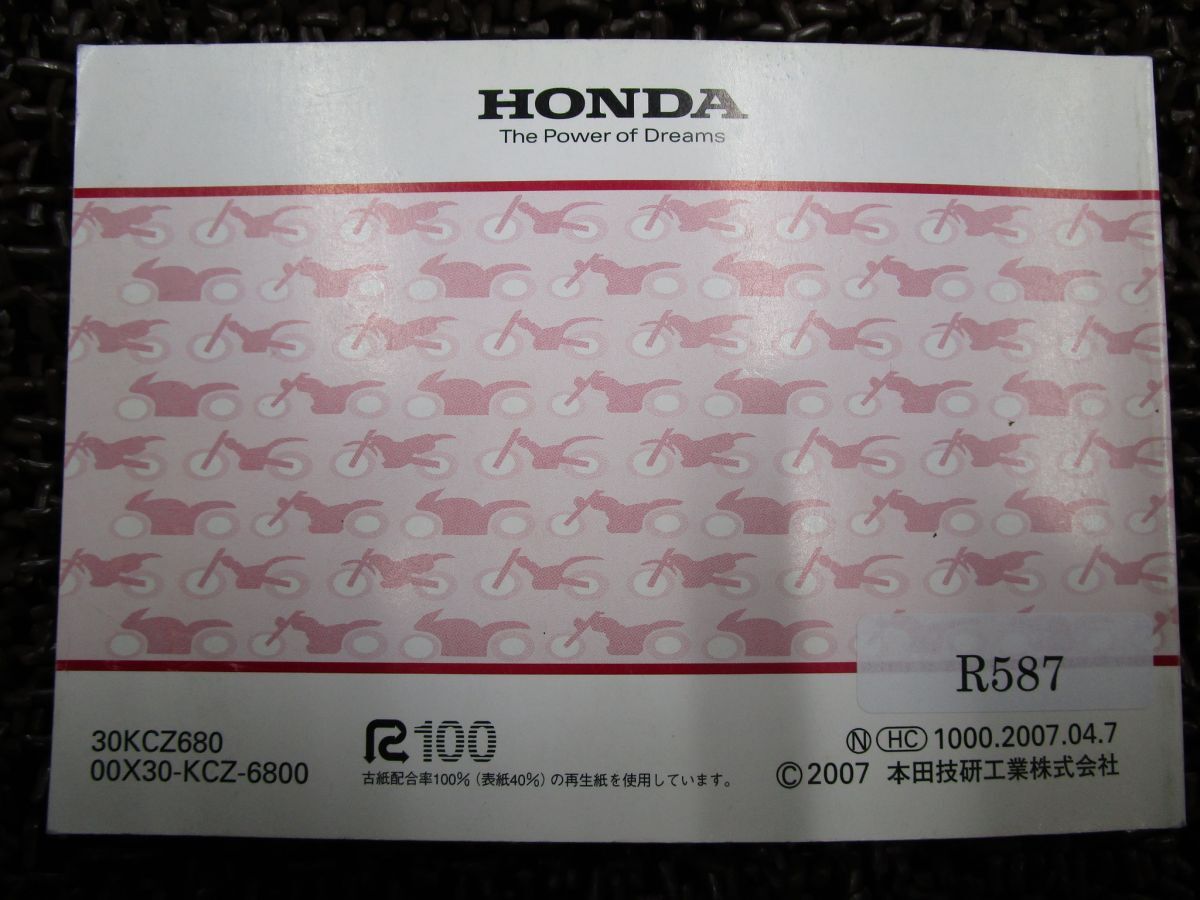 HONDA
The Power of Dreams
R587
30KCZ680
00X30-KCZ-6800
R100
古紙配合率100%（表紙40%）の再生紙を使用しています。
Ⓝ HC 1000.2007.04.7
©2007 本田技研工業株式会社